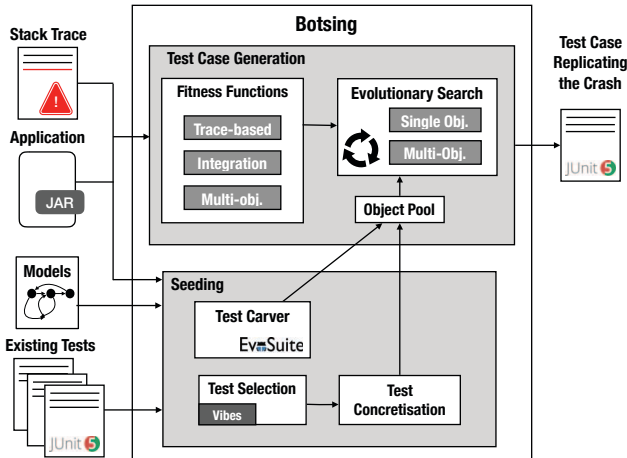 Botsing
Stack Trace
Application
JAR
Models
Existing Tests
JUnit 5
Test Case Generation
Fitness Functions
Trace-based
Integration
Multi-obj.
Evolutionary Search
Single Obj.
Multi-Obj.
Object Pool
Seeding
Test Carver
EvoSuite
Test Selection
Vibes
Test
Concretisation
Test Case
Replicating
the Crash
JUnit 5